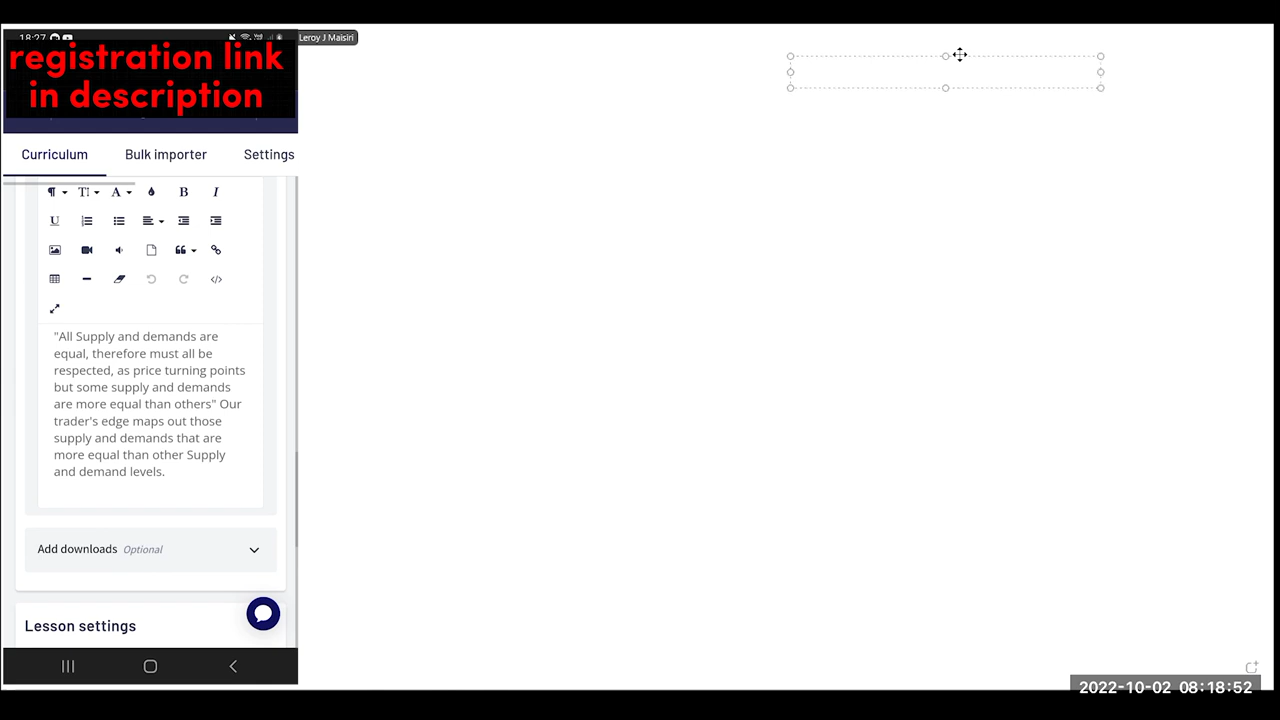 18:27
Leroy J Maisiri
registration link
in description
Curriculum Bulk importer Settings
"All Supply and demands are
equal, therefore must all be
respected, as price turning points
but some supply and demands
are more equal than others" Our
trader's edge maps out those
supply and demands that are
more equal than other Supply
and demand levels.
Add downloads Optional
Lesson settings
2022-10-02 08:18:52